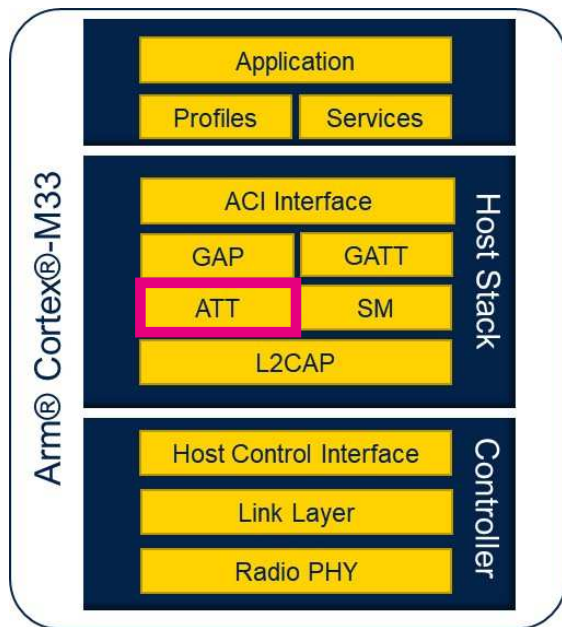 Arm® Cortex®-M33
Application
Profiles
Services
Host Stack
ACI Interface
GAP
GATT
ATT
SM
L2CAP
Controller
Host Control Interface
Link Layer
Radio PHY